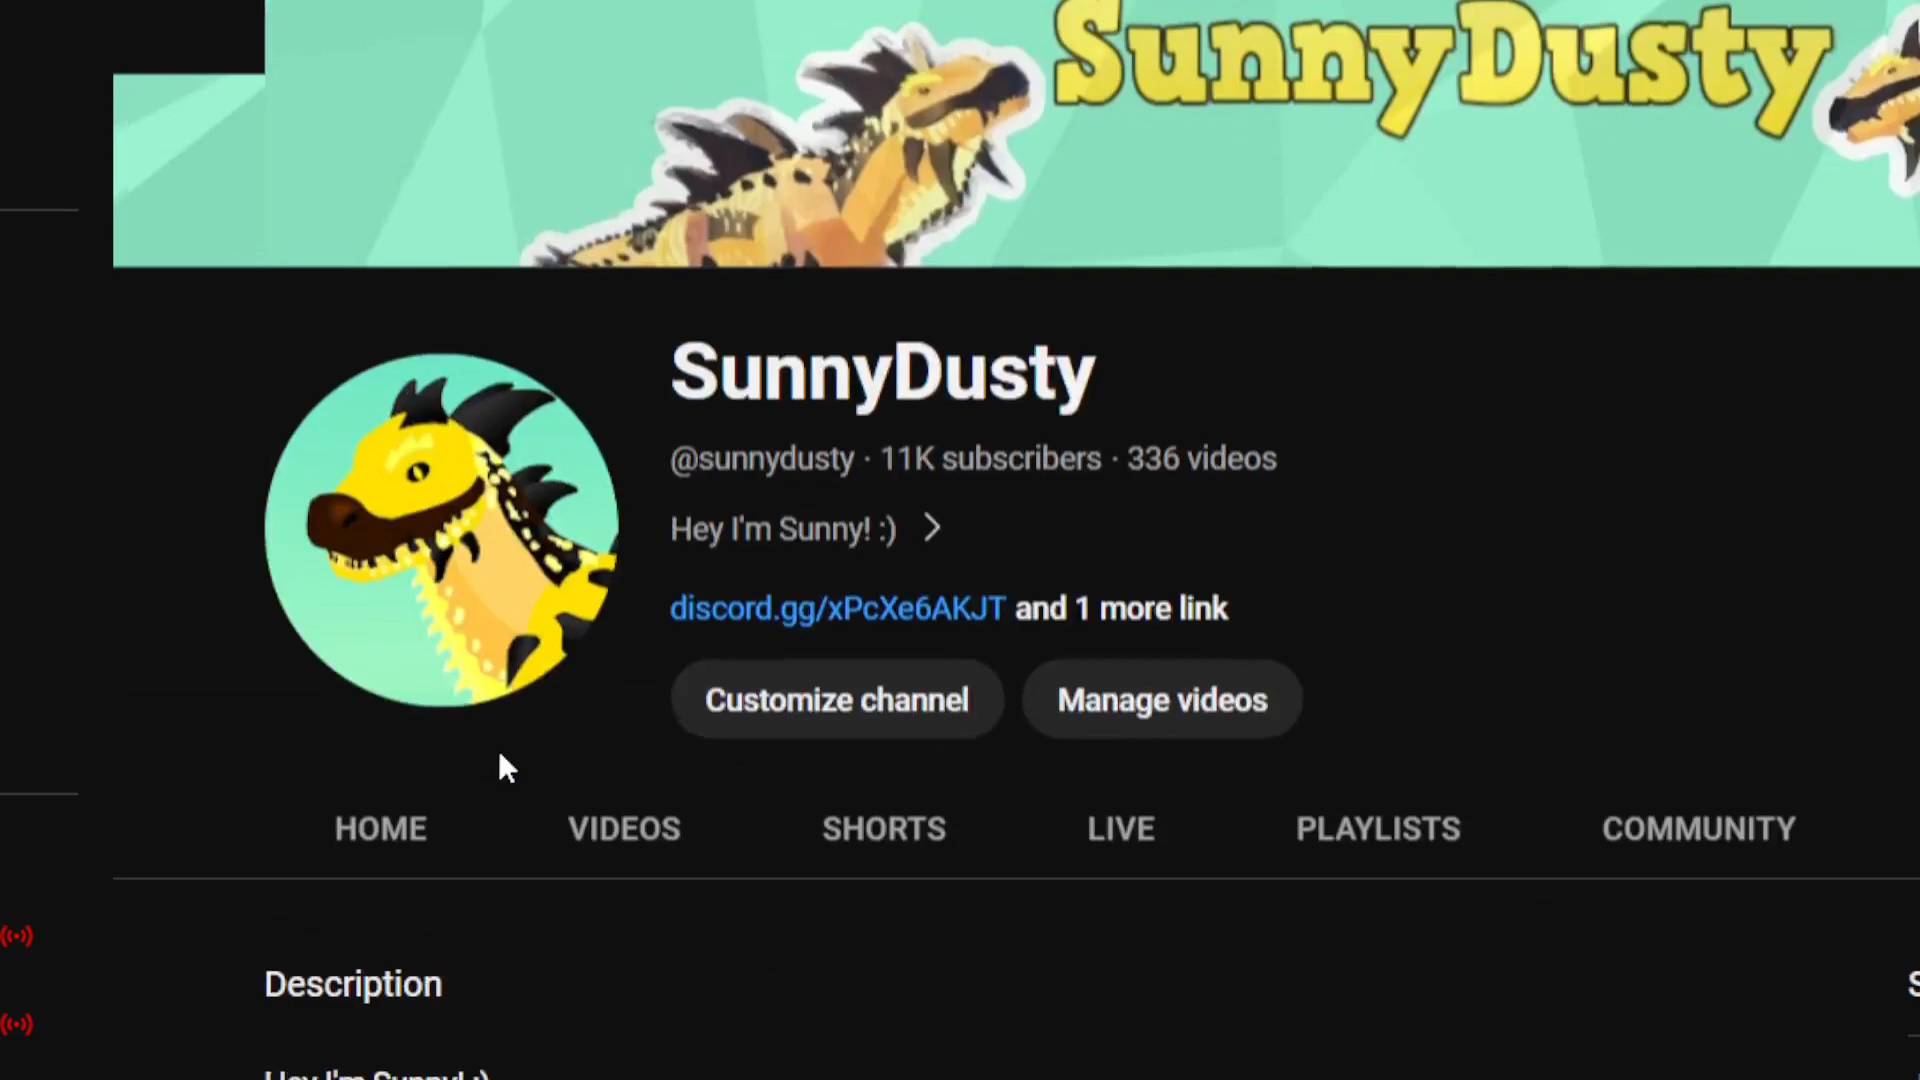 SunnyDusty
SunnyDusty
@sunnydusty · 11K subscribers · 336 videos
Hey I'm Sunny! :)
discord.gg/xPcXe6AKJT and 1 more link
Customize channel
Manage videos
HOME
VIDEOS
SHORTS
LIVE
PLAYLISTS
COMMUNITY
Description
Hey I'm Sunny! :)